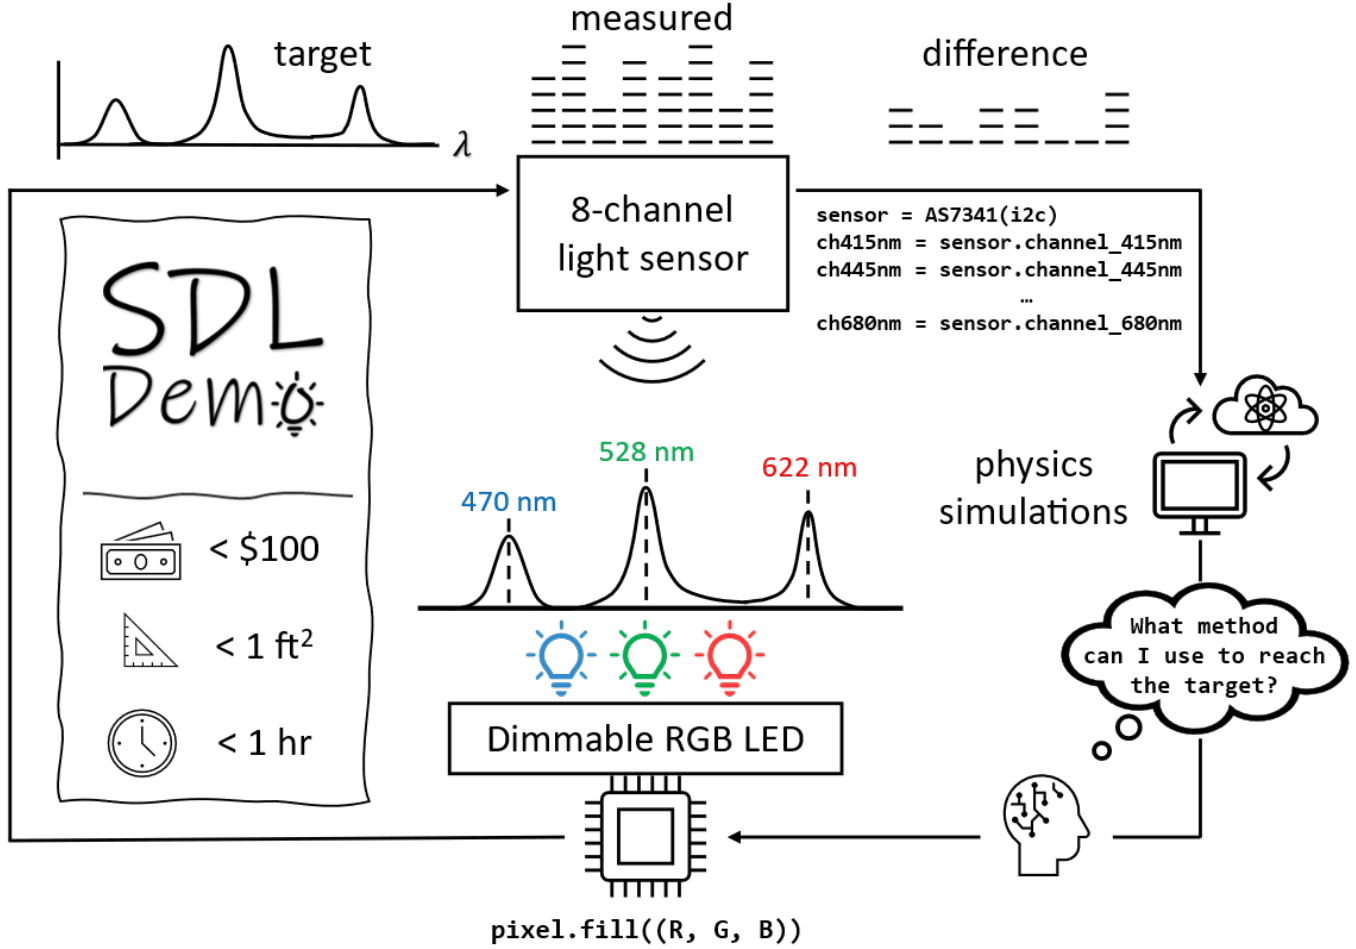 target
λ
measured
difference
8-channel
light sensor
sensor = AS7341(i2c)
ch415nm = sensor.channel_415nm
ch445nm = sensor.channel_445nm
…
ch680nm = sensor.channel_680nm
SDL
Demo
< $100
< 1 ft²
< 1 hr
470 nm
528 nm
622 nm
physics
simulations
What method
can I use to reach
the target?
Dimmable RGB LED
pixel.fill((R, G, B))